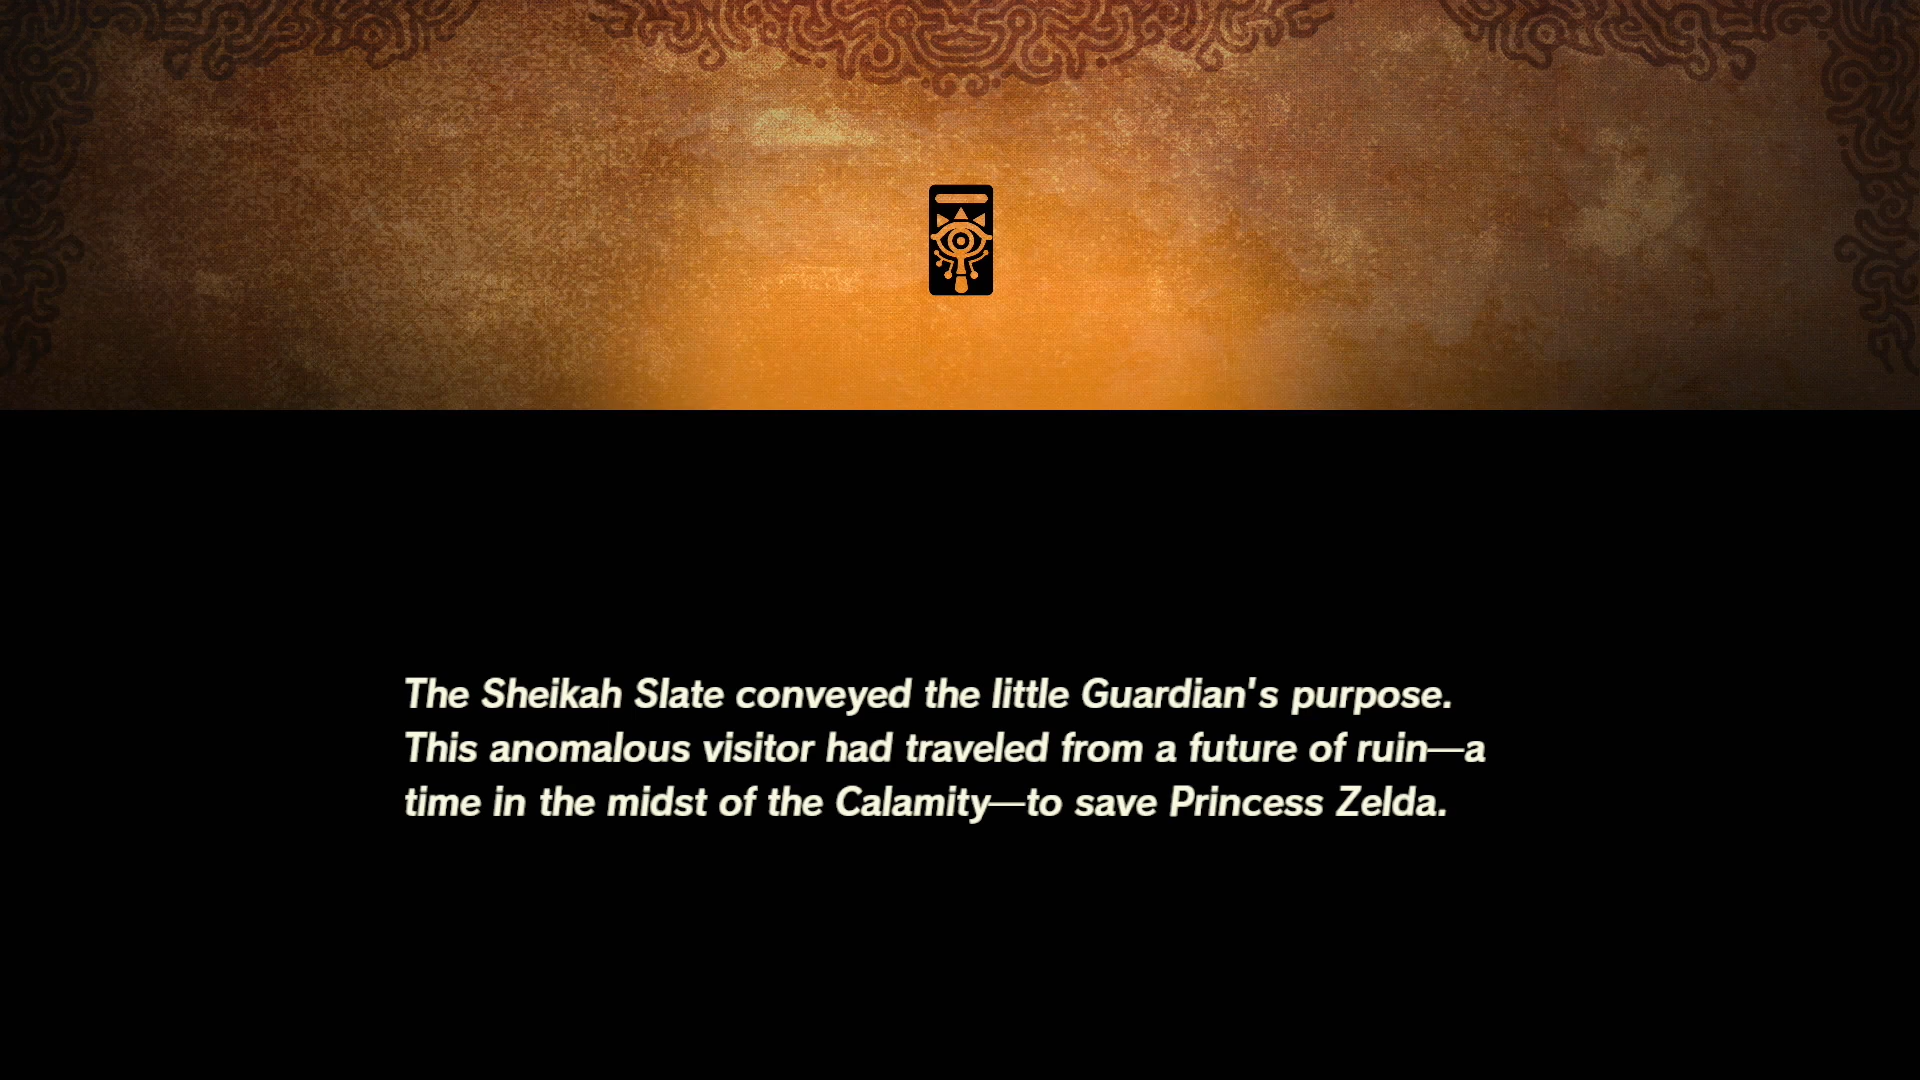 The Sheikah Slate conveyed the little Guardian's purpose.
This anomalous visitor had traveled from a future of ruin—a
time in the midst of the Calamity—to save Princess Zelda.